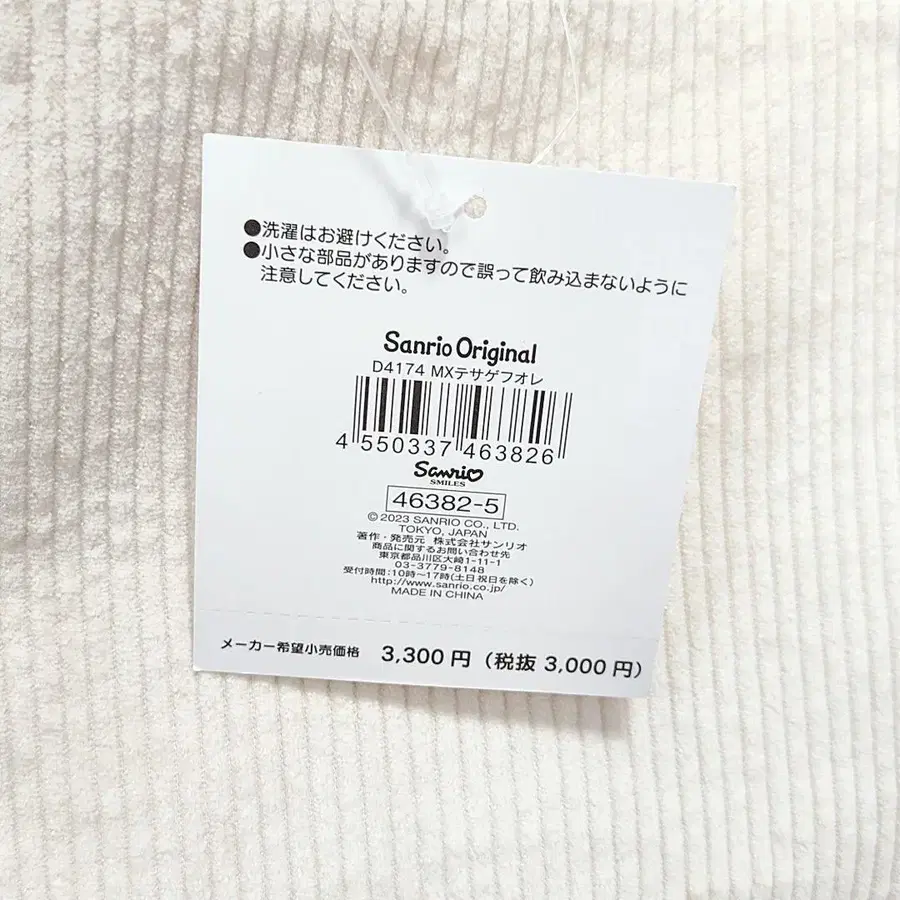 ●洗濯はお避けください。
●小さな部品がありますので誤って飲み込まないように
注意してください。
Sanrio Original
D4174 MXテサゲフオレ
4 550337 463826
Sanrio
SMILES
46382-5
© 2023 SANRIO CO., LTD.
TOKYO, JAPAN
著作・発売元 株式会社サンリオ
商品に関するお問い合わせ先
東京都品川区大崎1-11-1
03-3779-8148
受付時間:10時〜17時(土日祝日を除く)
http://www.sanrio.co.jp/
MADE IN CHINA
メーカー希望小売価格 3,300円(税抜 3,000円)